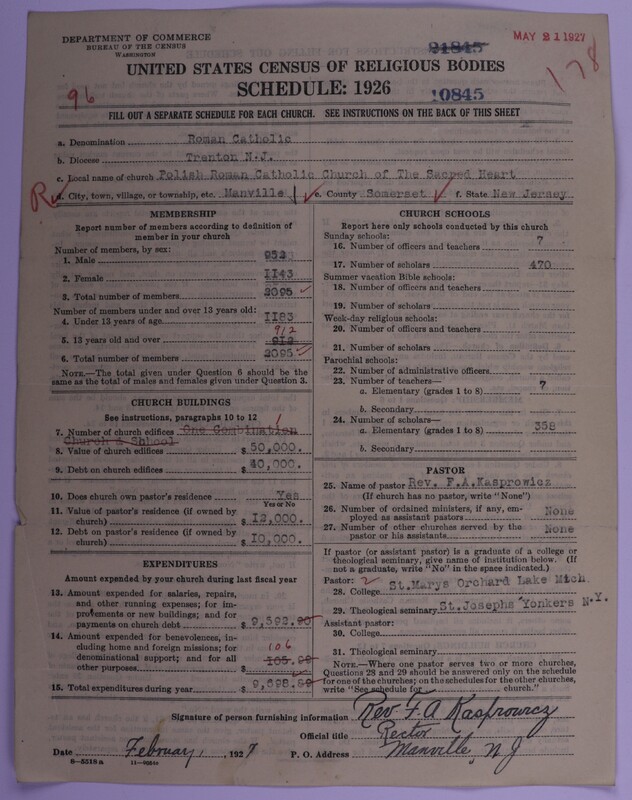 DEPARTMENT OF COMMERCE
BUREAU OF THE CENSUS
WASHINGTON
21845
MAY 21 1927
UNITED STATES CENSUS OF RELIGIOUS BODIES
SCHEDULE: 1926
96
10845
178
FILL OUT A SEPARATE SCHEDULE FOR EACH CHURCH. SEE INSTRUCTIONS ON THE BACK OF THIS SHEET
a. Denomination Roman Catholic
b. Diocese Trenton N.J.
c. Local name of church Polish Roman Catholic Church of The Sacred Heart
R d. City, town, village, or township, etc. Manville e. County Somerset f. State New Jersey
MEMBERSHIP
Report number of members according to definition of
member in your church
Number of members, by sex:
1. Male 952
2. Female 1143
3. Total number of members 2095
Number of members under and over 13 years old:
4. Under 13 years of age 1183
912
5. 13 years old and over 912
6. Total number of members 2095
NOTE.—The total given under Question 6 should be
the same as the total of males and females given under Question 3.
CHURCH BUILDINGS
See instructions, paragraphs 10 to 12
1
7. Number of church edifices One Combination
Church & School
8. Value of church edifices $ 50,000.
9. Debt on church edifices $ 40,000.
10. Does church own pastor's residence Yes
Yes or No
11. Value of pastor's residence (if owned by
church) $ 12,000.
12. Debt on pastor's residence (if owned by
church) $ 10,000.
EXPENDITURES
Amount expended by your church during last fiscal year
13. Amount expended for salaries, repairs,
and other running expenses; for im-
provements or new buildings; and for
payments on church debt $ 9,592.90
14. Amount expended for benevolences, in-
cluding home and foreign missions; for
denominational support; and for all
other purposes $
106
105.99
15. Total expenditures during year $ 9,698.89
CHURCH SCHOOLS
Report here only schools conducted by this church
Sunday schools:
16. Number of officers and teachers 7
17. Number of scholars 470
Summer vacation Bible schools:
18. Number of officers and teachers
19. Number of scholars
Week-day religious schools:
20. Number of officers and teachers
21. Number of scholars
Parochial schools:
22. Number of administrative officers
23. Number of teachers—
a. Elementary (grades 1 to 8) 7
b. Secondary
24. Number of scholars—
a. Elementary (grades 1 to 8) 358
b. Secondary
PASTOR
25. Name of pastor Rev. F.A.Kasprowicz
(If church has no pastor, write "None")
26. Number of ordained ministers, if any, em-
ployed as assistant pastors None
27. Number of other churches served by the
pastor or his assistants None
If pastor (or assistant pastor) is a graduate of a college or
theological seminary, give name of institution below. (If
not a graduate, write "No" in the space indicated.)
Pastor: 2
28. College St.Marys Orchard Lake Mich.
29. Theological seminary St.Josephs Yonkers N.Y.
Assistant pastor:
30. College
31. Theological seminary
NOTE.—Where one pastor serves two or more churches,
Questions 28 and 29 should be answered only on the schedule
for one of the churches; on the schedules for the other churches,
write "See schedule for church."
Signature of person furnishing information Rev F. A Kasprowicz
Official title Rector
Date February, 1927 P. O. Address Manville, N J
8—5518a